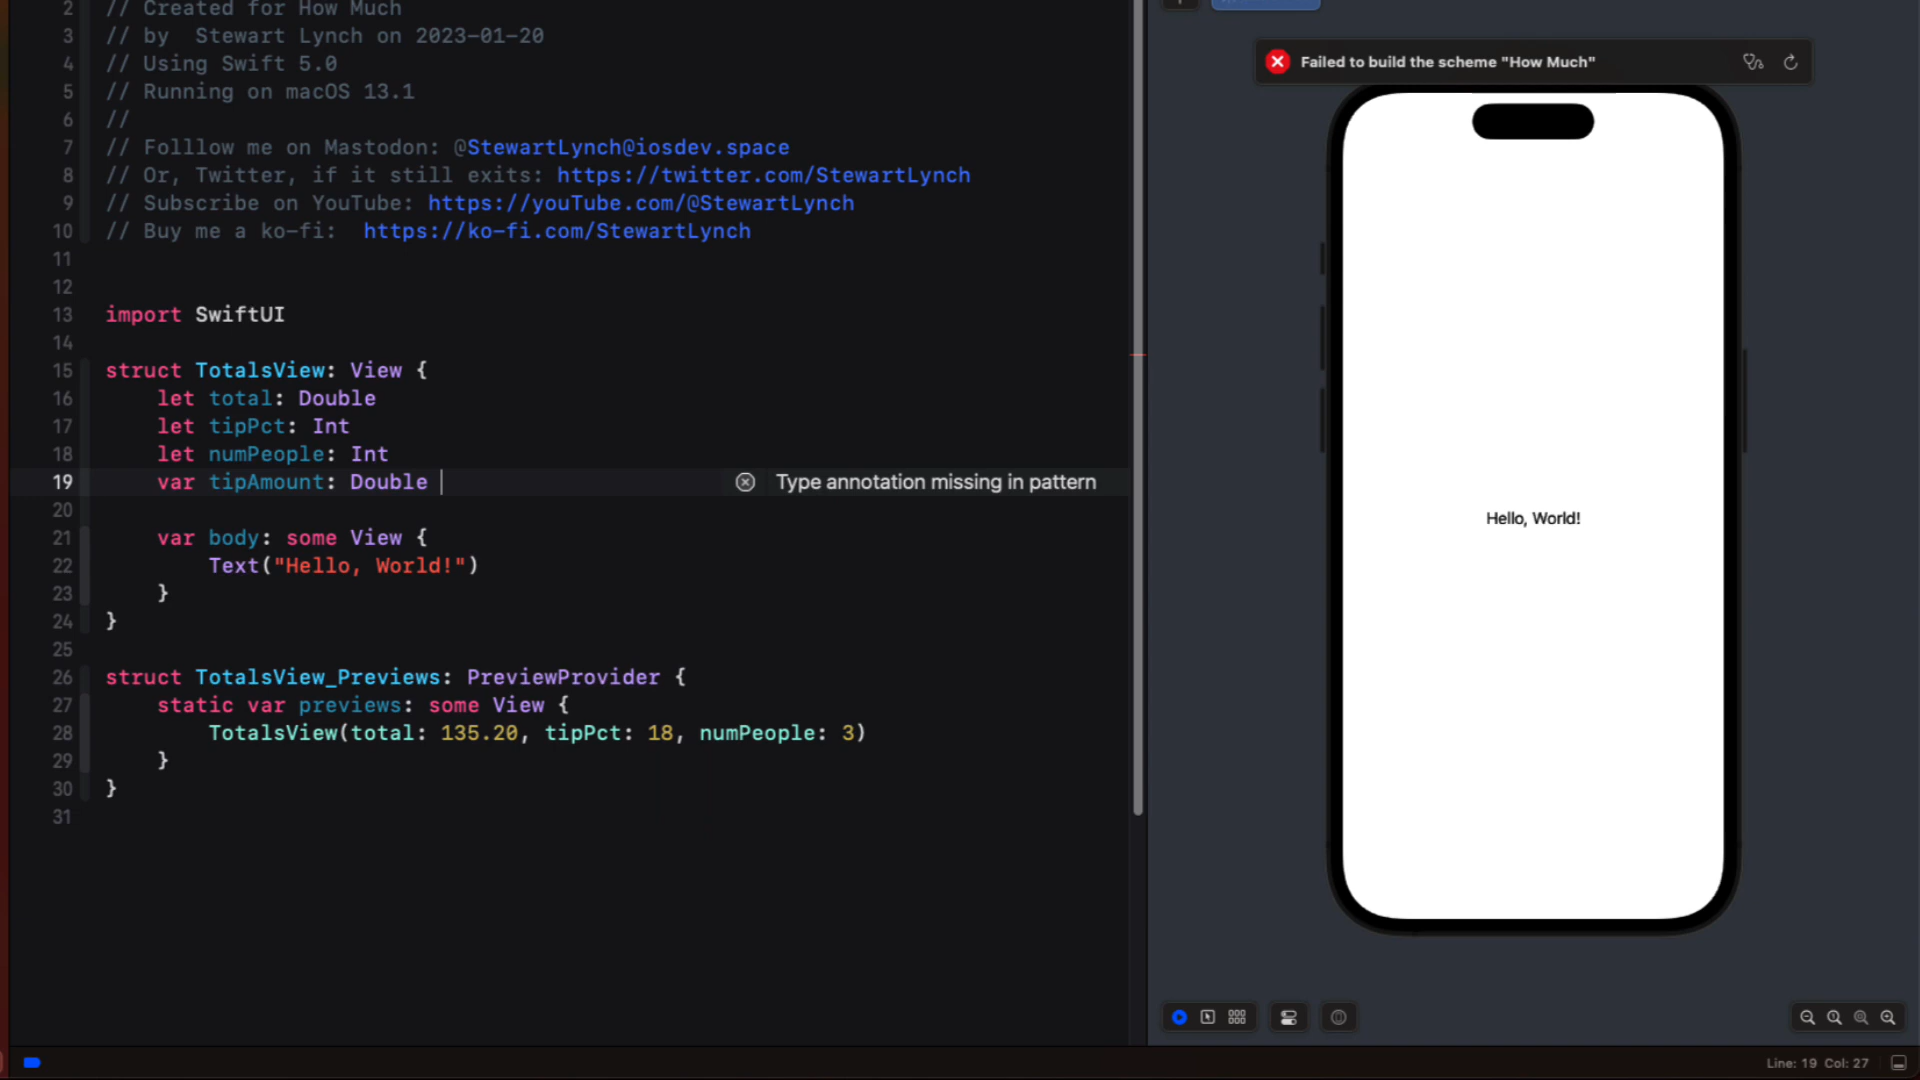 2 // Created for How Much
3 // by  Stewart Lynch on 2023-01-20
4 // Using Swift 5.0
5 // Running on macOS 13.1
6 //
7 // Folllow me on Mastodon: @StewartLynch@iosdev.space
8 // Or, Twitter, if it still exits: https://twitter.com/StewartLynch
9 // Subscribe on YouTube: https://youTube.com/@StewartLynch
10 // Buy me a ko-fi:  https://ko-fi.com/StewartLynch
11
12
13 import SwiftUI
14
15 struct TotalsView: View {
16     let total: Double
17     let tipPct: Int
18     let numPeople: Int
19     var tipAmount: Double
Type annotation missing in pattern
20
21     var body: some View {
22         Text("Hello, World!")
23     }
24 }
25
26 struct TotalsView_Previews: PreviewProvider {
27     static var previews: some View {
28         TotalsView(total: 135.20, tipPct: 18, numPeople: 3)
29     }
30 }
31
Failed to build the scheme "How Much"
Hello, World!
Line: 19 Col: 27